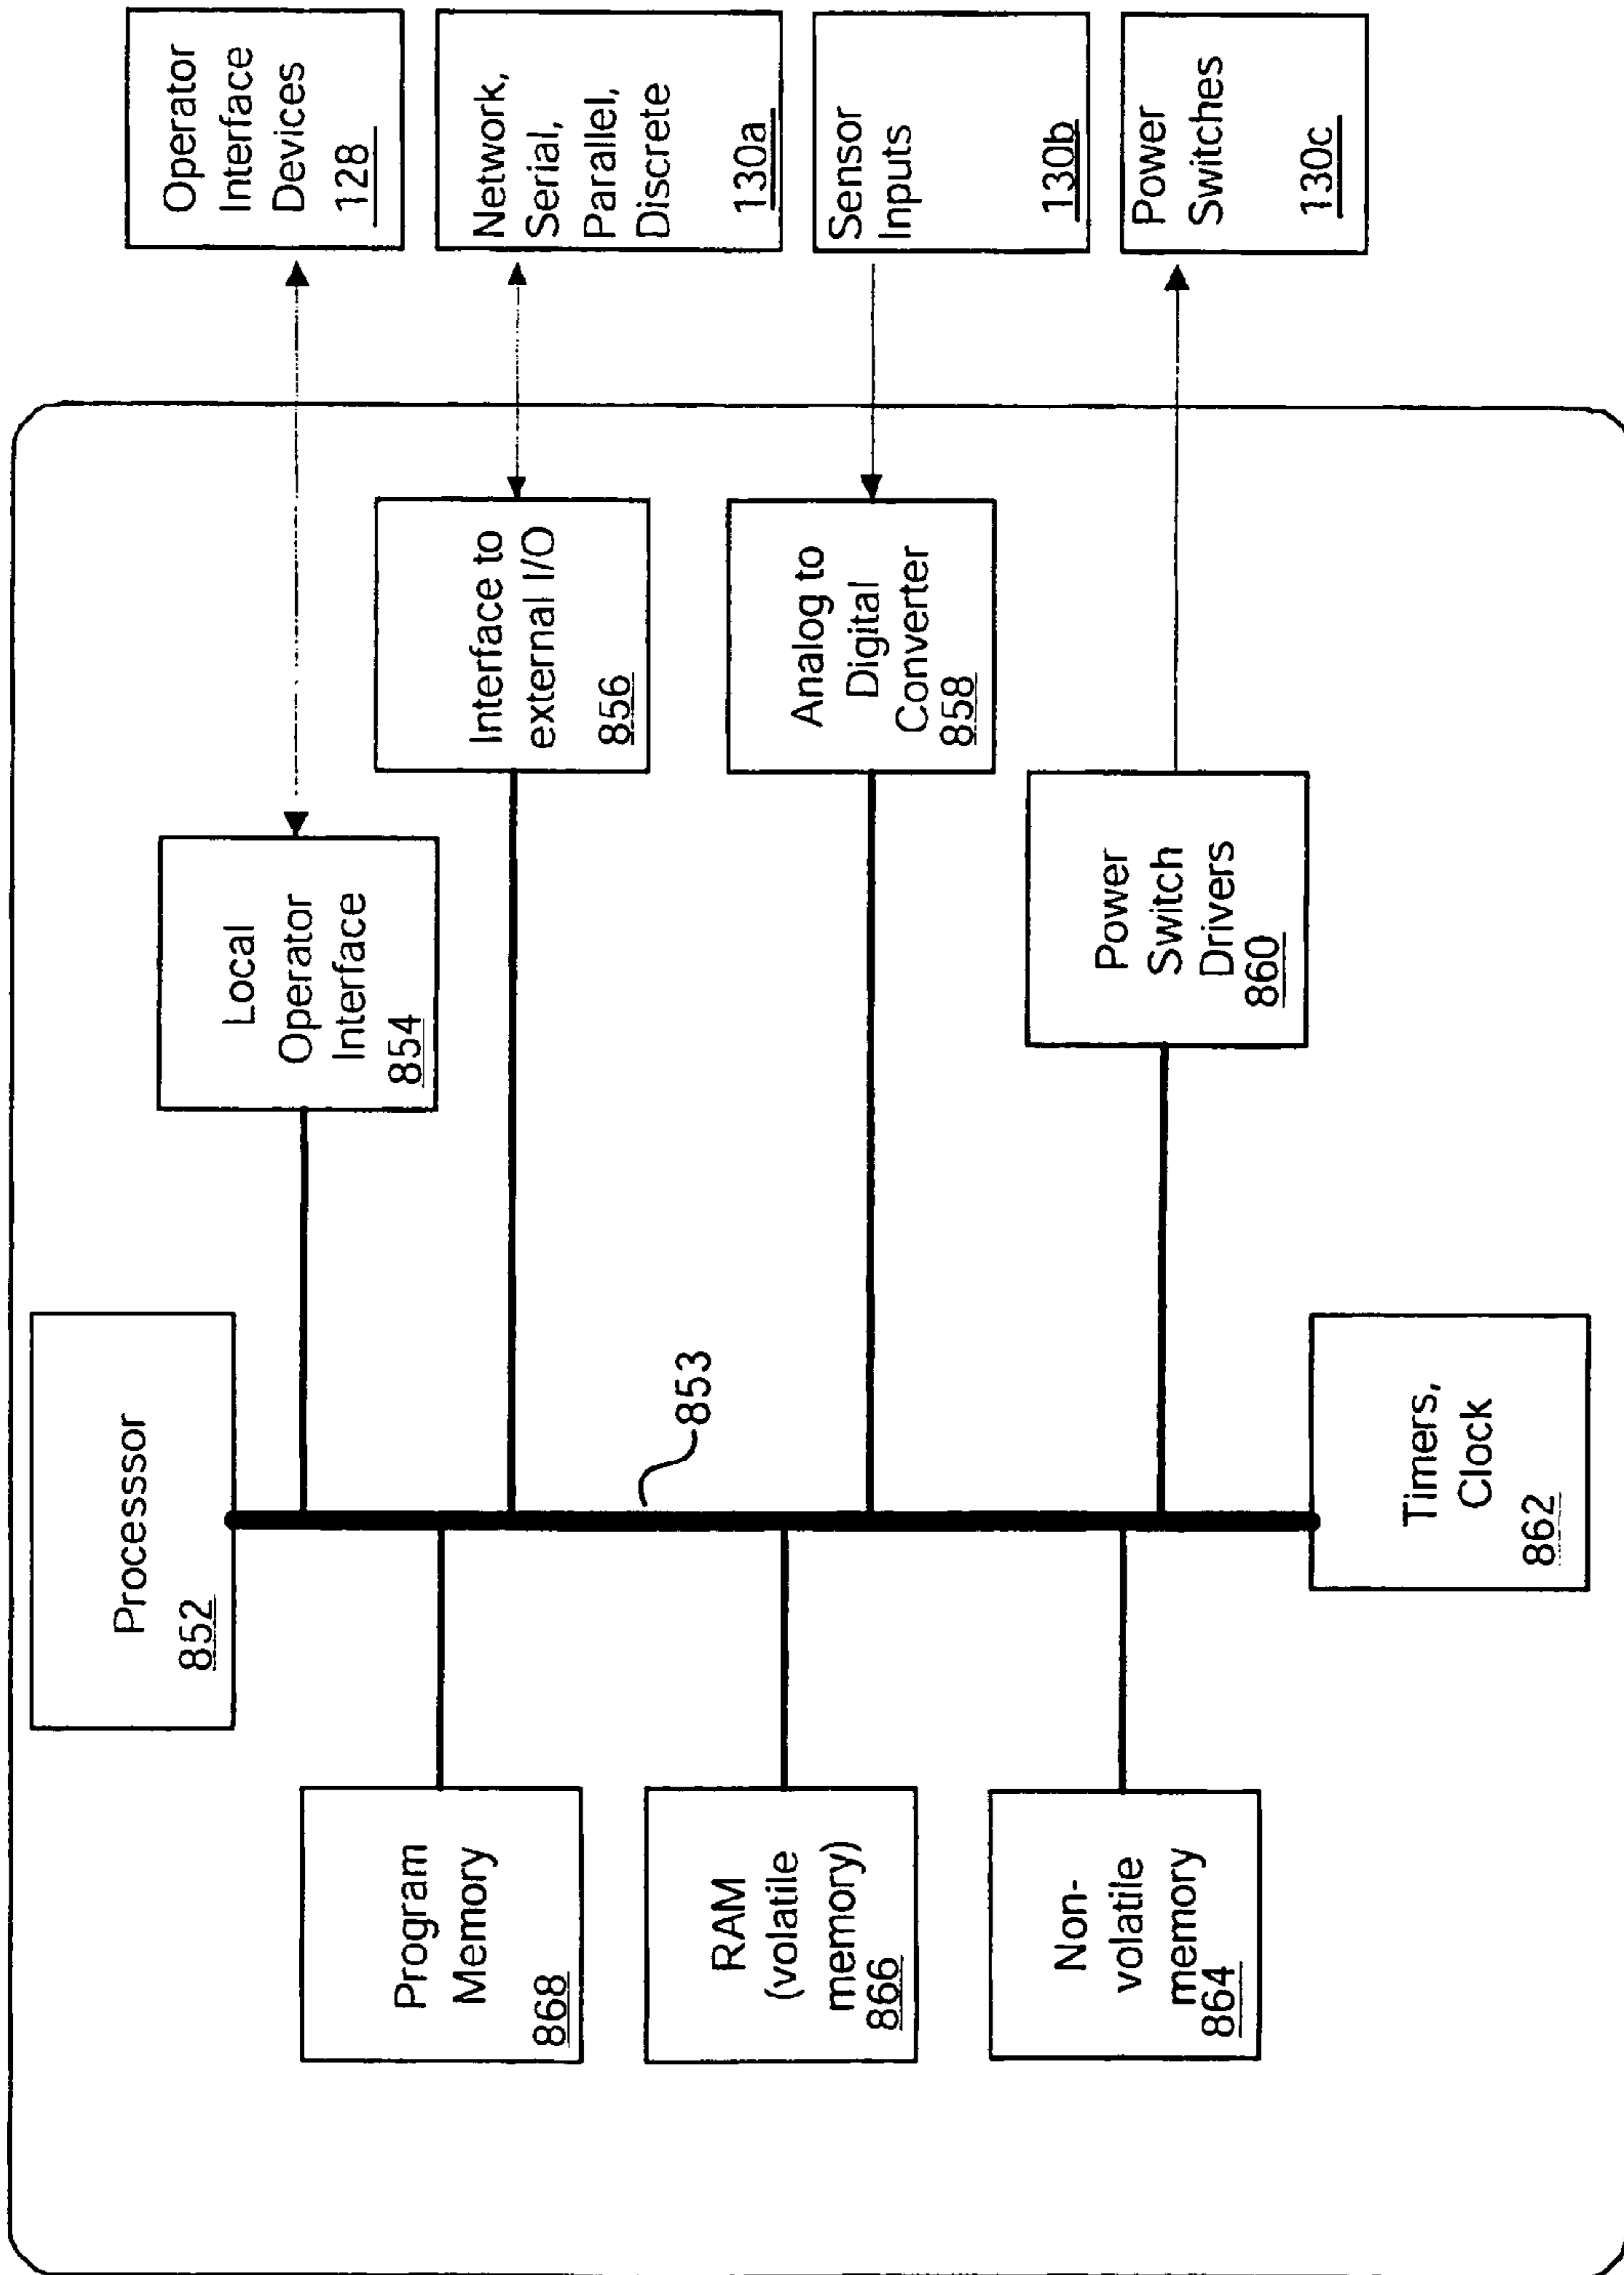 Processsor
852
Local
Operator
Interface
854
Operator
Interface
Devices
128
Program
Memory
868
Interface to
external I/O
856
Network,
Serial,
Parallel,
Discrete
130a
853
RAM
(volatile
memory)
866
Analog to
Digital
Converter
858
Sensor
Inputs
130b
Non-
volatile
memory
864
Power
Switch
Drivers
860
Power
Switches
130c
Timers,
Clock
862